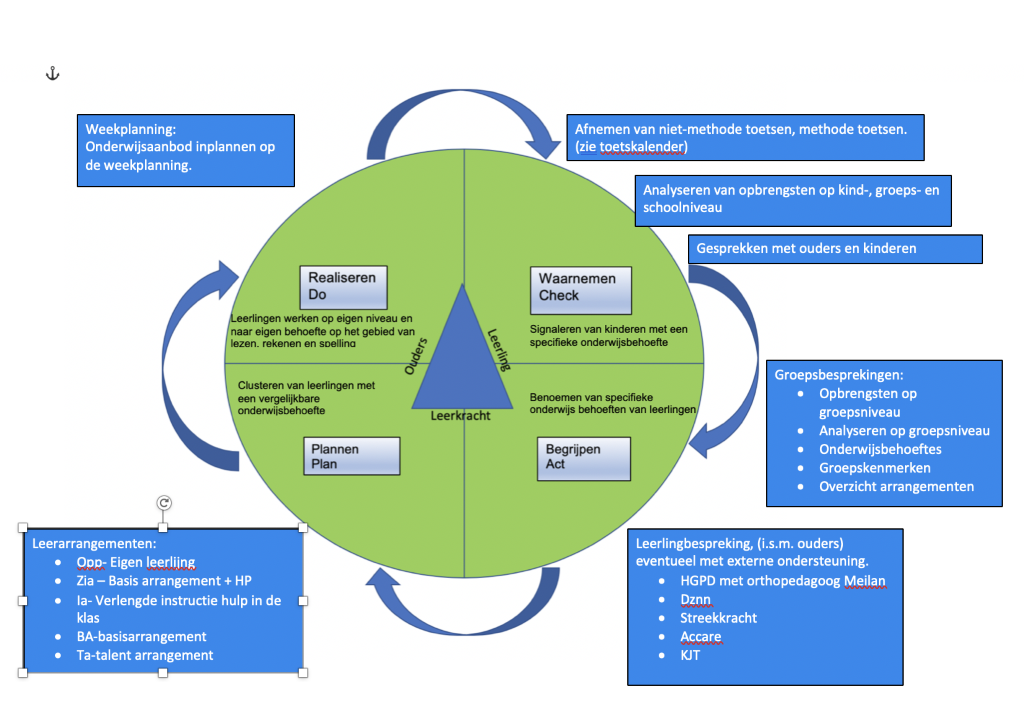 Weekplanning:
Onderwijsaanbod inplannen op
de weekplanning.
Afnemen van niet-methode toetsen, methode toetsen.
(zie toetskalender)
Analyseren van opbrengsten op kind-, groeps- en
schoolniveau
Gesprekken met ouders en kinderen
Realiseren
Do
Leerlingen werken op eigen niveau en
naar eigen behoefte op het gebied van
lezen, rekenen en spelling
Waarnemen
Check
Signaleren van kinderen met een
specifieke onderwijsbehoefte
Ouders
Leerling
Leerkracht
Clusteren van leerlingen met
een vergelijkbare
onderwijsbehoefte
Plannen
Plan
Benoemen van specifieke
onderwijs behoeften van leerlingen
Begrijpen
Act
Groepsbesprekingen:
• Opbrengsten op
groepsniveau
• Analyseren op groepsniveau
• Onderwijsbehoeftes
• Groepskenmerken
• Overzicht arrangementen
Leerarrangementen:
• Opp- Eigen leerlijng
• Zia – Basis arrangement + HP
• Ia- Verlengde instructie hulp in de
klas
• BA-basisarrangement
• Ta-talent arrangement
Leerlingbespreking, (i.s.m. ouders)
eventueel met externe ondersteuning.
• HGPD met orthopedagoog Meilan
• Dznn
• Streekkracht
• Accare
• KJT